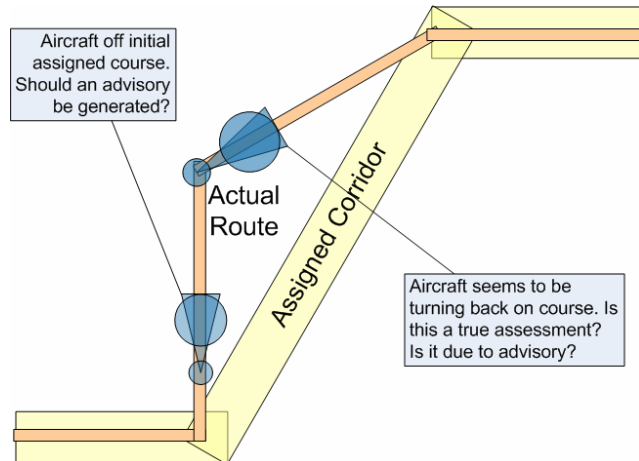 Aircraft off initial
assigned course.
Should an advisory
be generated?
Actual
Route
Assigned Corridor
Aircraft seems to be
turning back on course. Is
this a true assessment?
Is it due to advisory?